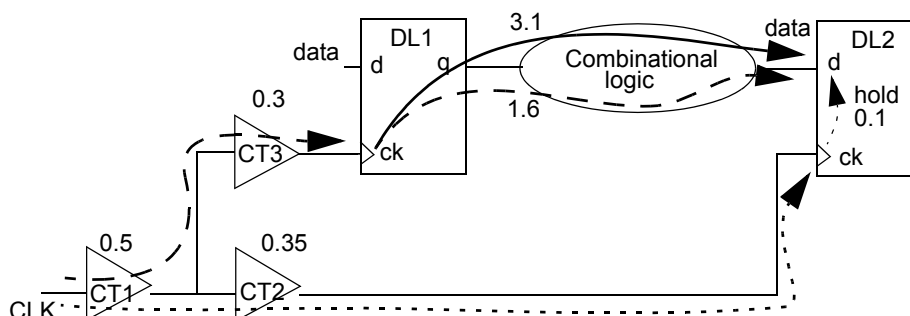 3.1
data
DL1
data
DL2
d
q
Combinational
logic
d
0.3
1.6
hold
0.1
CT3
ck
ck
0.5
0.35
CT1
CT2
CLK